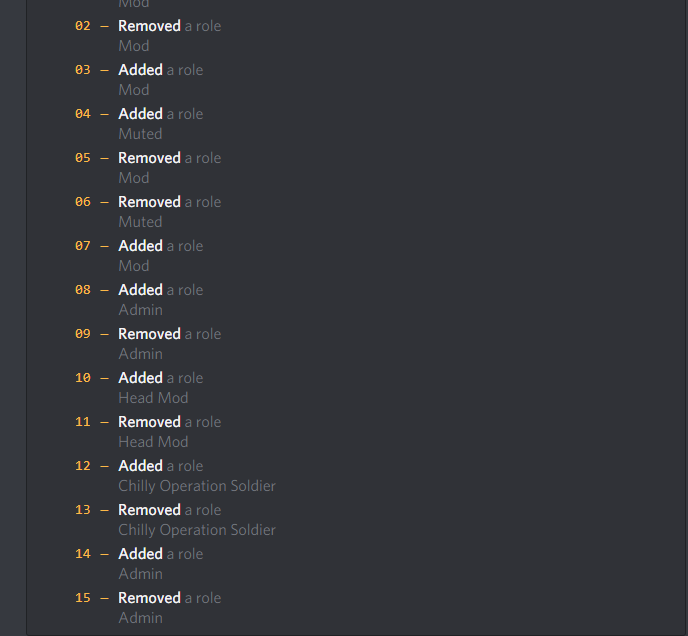 Mod
02 – Removed a role
Mod
03 – Added a role
Mod
04 – Added a role
Muted
05 – Removed a role
Mod
06 – Removed a role
Muted
07 – Added a role
Mod
08 – Added a role
Admin
09 – Removed a role
Admin
10 – Added a role
Head Mod
11 – Removed a role
Head Mod
12 – Added a role
Chilly Operation Soldier
13 – Removed a role
Chilly Operation Soldier
14 – Added a role
Admin
15 – Removed a role
Admin